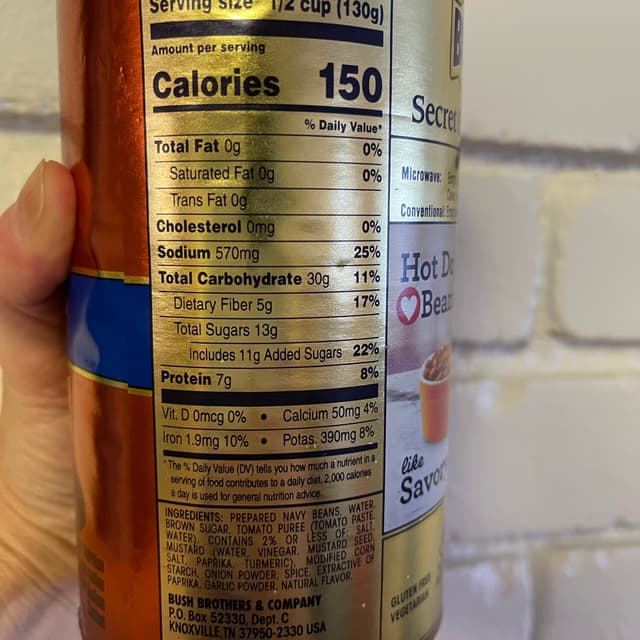 Serving size 1/2 cup (130g)
Amount per serving
Calories 150
% Daily Value*
Total Fat 0g 0%
Saturated Fat 0g 0%
Trans Fat 0g
Cholesterol 0mg 0%
Sodium 570mg 25%
Total Carbohydrate 30g 11%
Dietary Fiber 5g 17%
Total Sugars 13g
Includes 11g Added Sugars 22%
Protein 7g 8%
Vit. D 0mcg 0% • Calcium 50mg 4%
Iron 1.9mg 10% • Potas. 390mg 8%
*The % Daily Value (DV) tells you how much a nutrient in a
serving of food contributes to a daily diet. 2,000 calories
a day is used for general nutrition advice.
INGREDIENTS: PREPARED NAVY BEANS, WATER,
BROWN SUGAR, TOMATO PUREE (TOMATO PASTE,
WATER), CONTAINS 2% OR LESS OF: SALT,
MUSTARD (WATER, VINEGAR, MUSTARD SEED,
SALT, PAPRIKA, TURMERIC), MODIFIED CORN
STARCH, ONION POWDER, SPICE, EXTRACTIVE OF
PAPRIKA, GARLIC POWDER, NATURAL FLAVOR.
BUSH BROTHERS & COMPANY
P.O. Box 52330, Dept. C
KNOXVILLE, TN 37950-2330 USA
B
Secret
Microwave:
Conventional:
Hot Do
Bean
like
Savor
GLUTEN FREE
VEGETARIAN